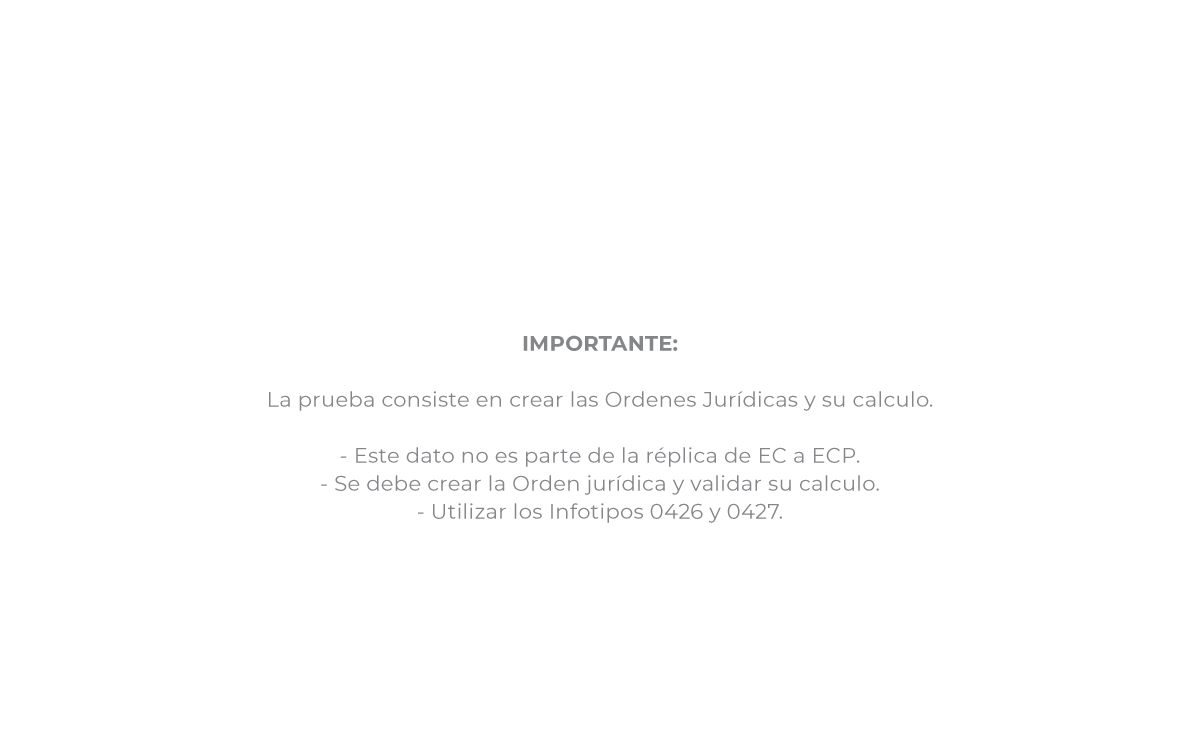 IMPORTANTE:
La prueba consiste en crear las Ordenes Jurídicas y su calculo.
- Este dato no es parte de la réplica de EC a ECP.
- Se debe crear la Orden jurídica y validar su calculo.
- Utilizar los Infotipos 0426 y 0427.